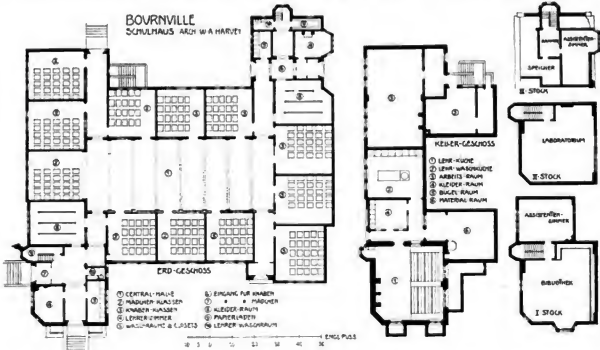 BOURNVILLE
SCHULHAUS ARCH W.A HARVEY
ERD-GESCHOSS
① CENTRAL-HALLE
② MÄDCHEN-KLASSEN
③ KNABEN-KLASSEN
④ LEHRERZIMMER
⑤ WASCHRÄUME & CLOSETS
⑥ EINGANG FÜR KNABEN
⑦ " " MÄDCHEN
⑧ KLEIDER-RAUM
⑨ PAPIERLADEN
⑩ LEHRER-WASCHRAUM
ENGL FUSS
KELLER-GESCHOSS
① LEHR-KÜCHE
② LEHR-WASCHKÜCHE
③ ARBEITS-RAUM
④ KLEIDER-RAUM
⑤ BÜGEL-RAUM
⑥ MATERIAL RAUM
ASSISTENTEN-
ZIMMER
SPEICHER
III-STOCK
LABORATORIUM
II-STOCK
ASSISTENTEN-
ZIMMER
BIBLIOTHEK
I STOCK